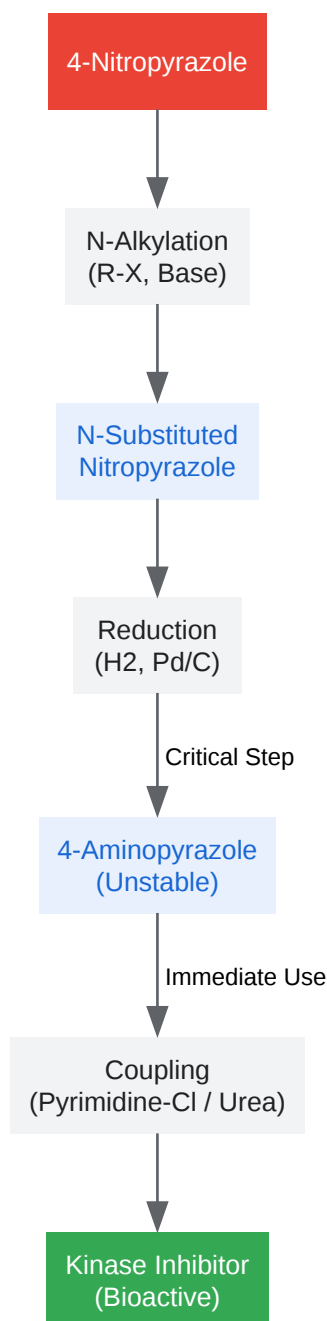 4-Nitropyrazole
N-Alkylation
(R-X, Base)
N-Substituted
Nitropyrazole
Reduction
(H2, Pd/C)
Critical Step
4-Aminopyrazole
(Unstable)
Immediate Use
Coupling
(Pyrimidine-Cl / Urea)
Kinase Inhibitor
(Bioactive)